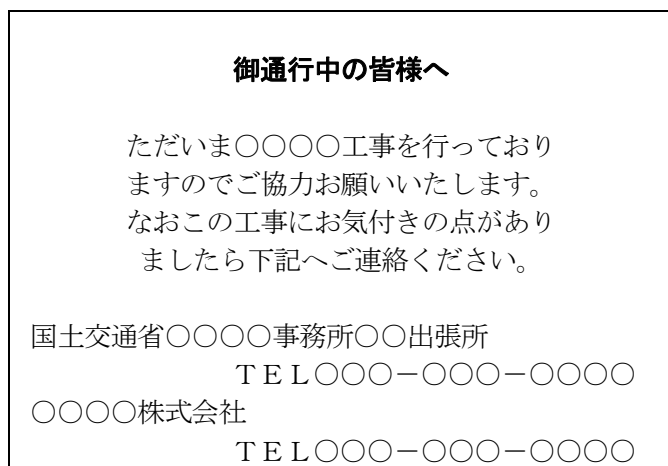 御通行中の皆様へ
ただいま○○○○工事を行っており
ますのでご協力お願いいたします。
なおこの工事にお気付きの点があり
ましたら下記へご連絡ください。
国土交通省○○○○事務所○○出張所
ＴＥＬ○○○－○○○－○○○○
○○○○株式会社
ＴＥＬ○○○－○○○－○○○○